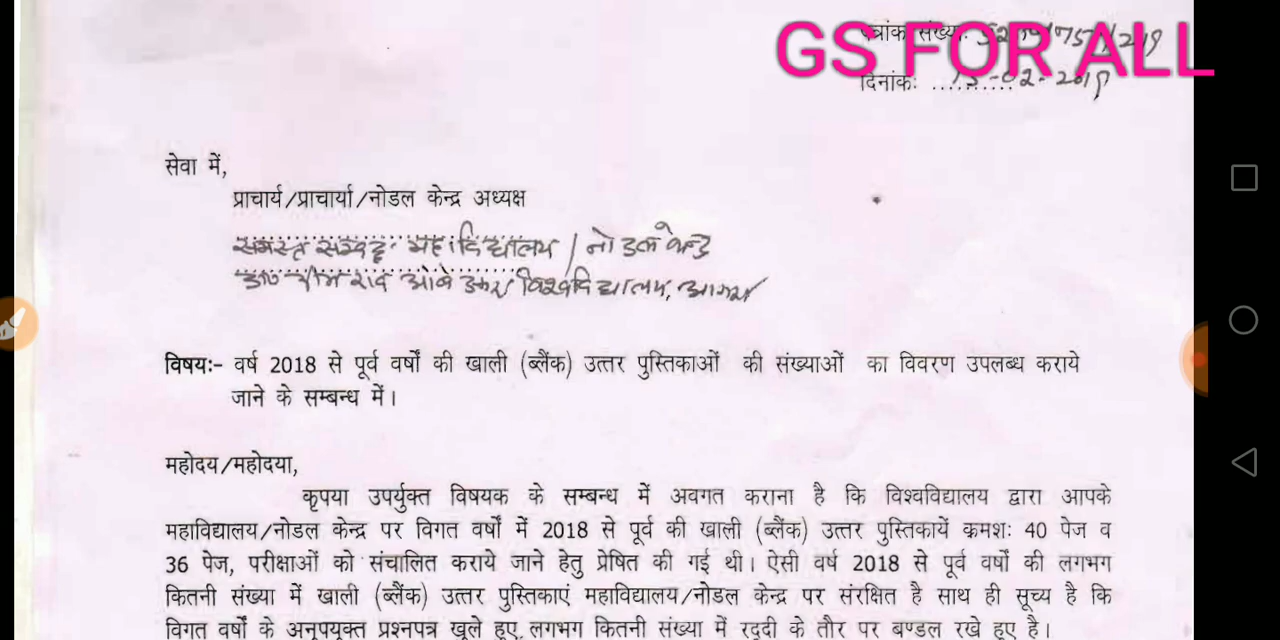 GS FOR ALL
पत्रांक संख्याः
दिनांकः ..........-02-2019
सेवा में,
प्राचार्य/प्राचार्या/नोडल केन्द्र अध्यक्ष
समस्त सम्बद्ध महाविद्यालय / नोडल केन्द्र
डा० भीम राव आंबेडकर विश्वविद्यालय, आगरा
विषयः- वर्ष 2018 से पूर्व वर्षों की खाली (ब्लैंक) उत्तर पुस्तिकाओं की संख्याओं का विवरण उपलब्ध कराये
जाने के सम्बन्ध में।
महोदय/महोदया,
कृपया उपर्युक्त विषयक के सम्बन्ध में अवगत कराना है कि विश्वविद्यालय द्वारा आपके
महाविद्यालय/नोडल केन्द्र पर विगत वर्षों में 2018 से पूर्व की खाली (ब्लैंक) उत्तर पुस्तिकायें क्रमशः 40 पेज व
36 पेज, परीक्षाओं को संचालित कराये जाने हेतु प्रेषित की गई थी। ऐसी वर्ष 2018 से पूर्व वर्षों की लगभग
कितनी संख्या में खाली (ब्लैंक) उत्तर पुस्तिकाएं महाविद्यालय/नोडल केन्द्र पर संरक्षित है साथ ही सूच्य है कि
विगत वर्षों के अनुपयुक्त प्रश्नपत्र खूले हुए, लगभग कितनी संख्या में रद्दी के तौर पर बण्डल रखे हुए है।